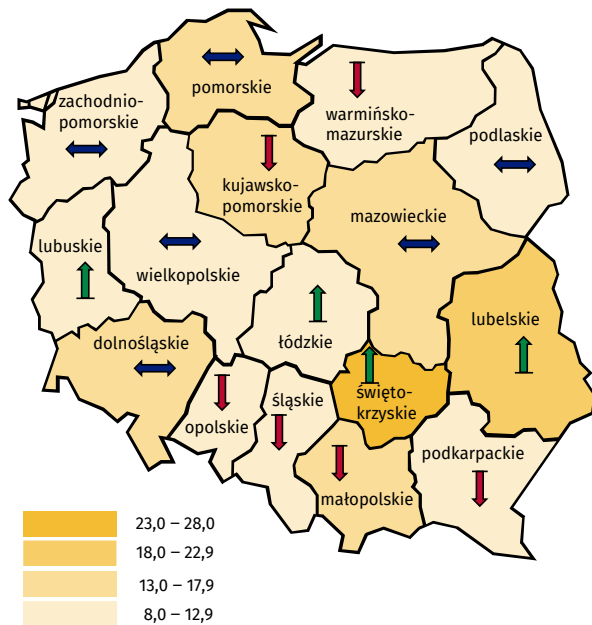 pomorskie
zachodnio-
pomorskie
warmińsko-
mazurskie
podlaskie
kujawsko-
pomorskie
mazowieckie
lubuskie
wielkopolskie
łódzkie
lubelskie
dolnośląskie
opolskie
śląskie
święto-
krzyskie
podkarpackie
małopolskie
23,0 – 28,0
18,0 – 22,9
13,0 – 17,9
8,0 – 12,9